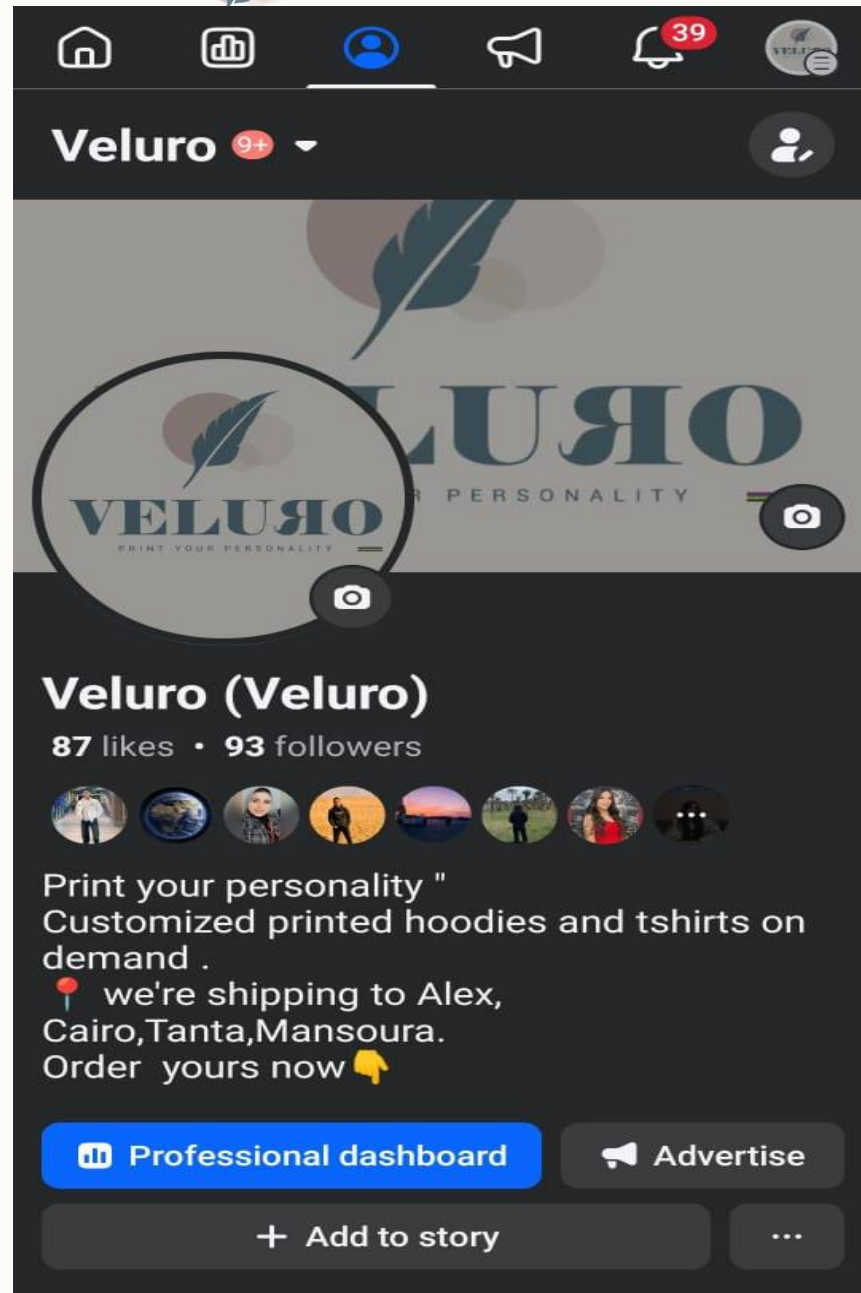 39
VELURO
Veluro 9+
LURO
R PERSONALITY
VELURO
PRINT YOUR PERSONALITY
Veluro (Veluro)
87 likes • 93 followers
Print your personality "
Customized printed hoodies and tshirts on
demand .
📍 we're shipping to Alex,
Cairo,Tanta,Mansoura.
Order yours now👇
Professional dashboard
Advertise
+ Add to story
...